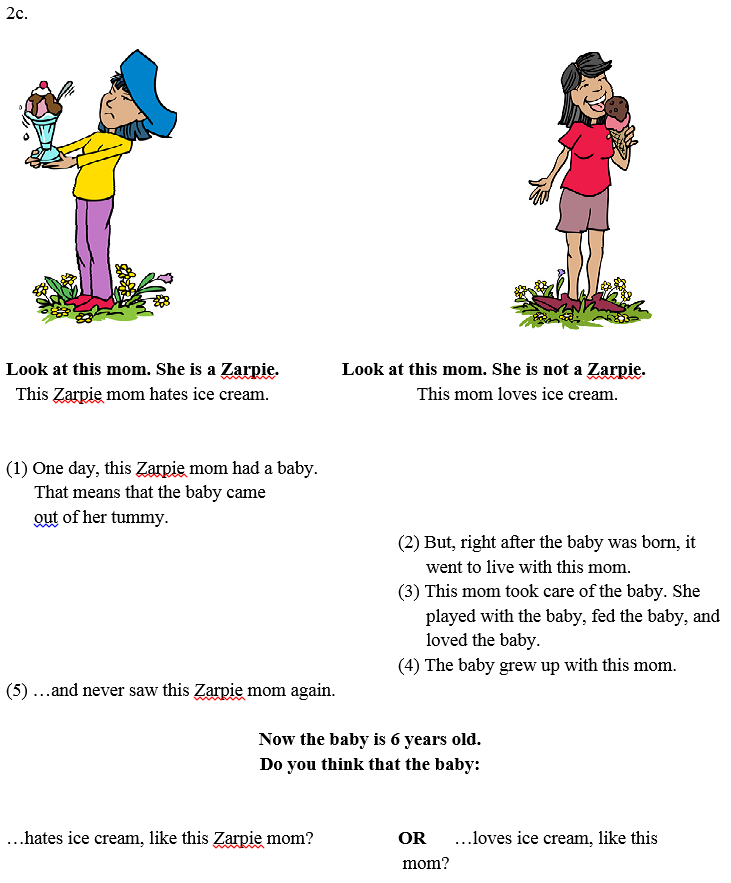 2c.
Look at this mom. She is a Zarpie.
This Zarpie mom hates ice cream.
Look at this mom. She is not a Zarpie.
This mom loves ice cream.
(1) One day, this Zarpie mom had a baby.
That means that the baby came
out of her tummy.
(2) But, right after the baby was born, it
went to live with this mom.
(3) This mom took care of the baby. She
played with the baby, fed the baby, and
loved the baby.
(4) The baby grew up with this mom.
(5) …and never saw this Zarpie mom again.
Now the baby is 6 years old.
Do you think that the baby:
…hates ice cream, like this Zarpie mom?
OR …loves ice cream, like this
mom?